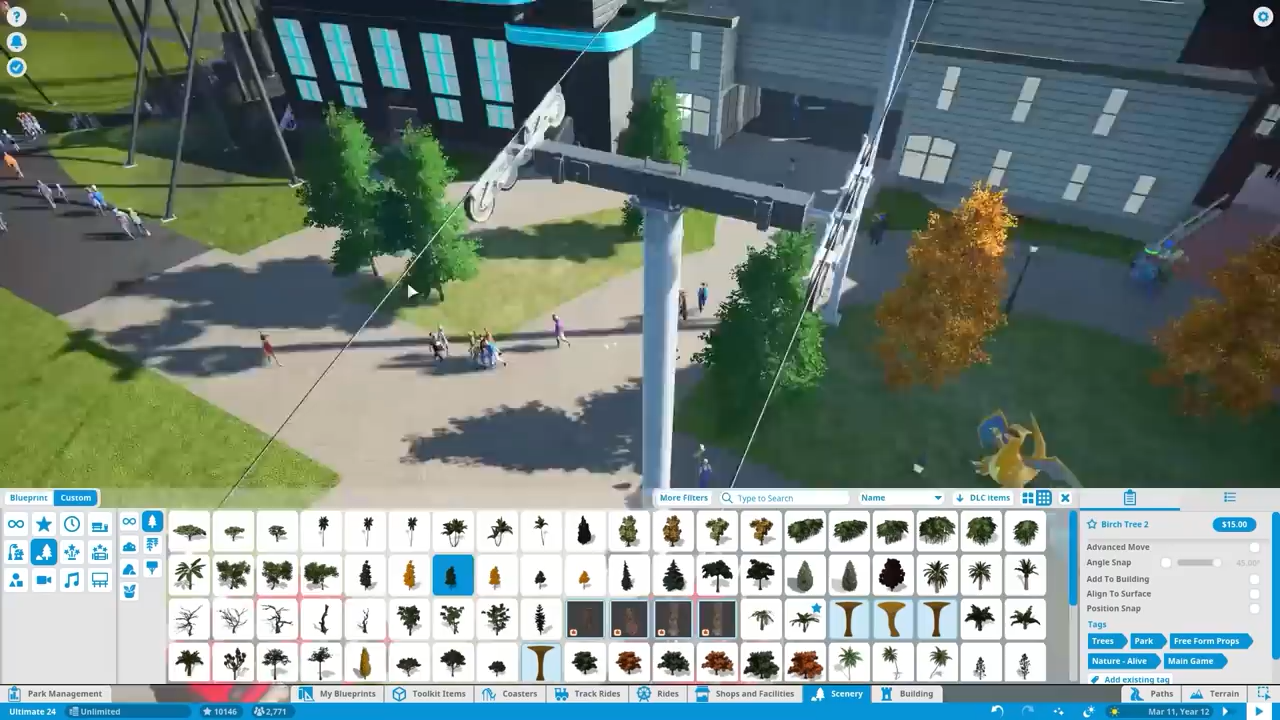 Blueprint
Custom
More Filters
Type to Search
Name
DLC items
Birch Tree 2
$15.00
Advanced Move
Angle Snap
45.00°
Add To Building
Align To Surface
Position Snap
Tags
Trees
Park
Free Form Props
Nature - Alive
Main Game
Add existing tag
Park Management
My Blueprints
Toolkit Items
Coasters
Track Rides
Rides
Shops and Facilities
Scenery
Building
Paths
Terrain
Ultimate 24
Unlimited
10146
2,771
Mar 11, Year 12